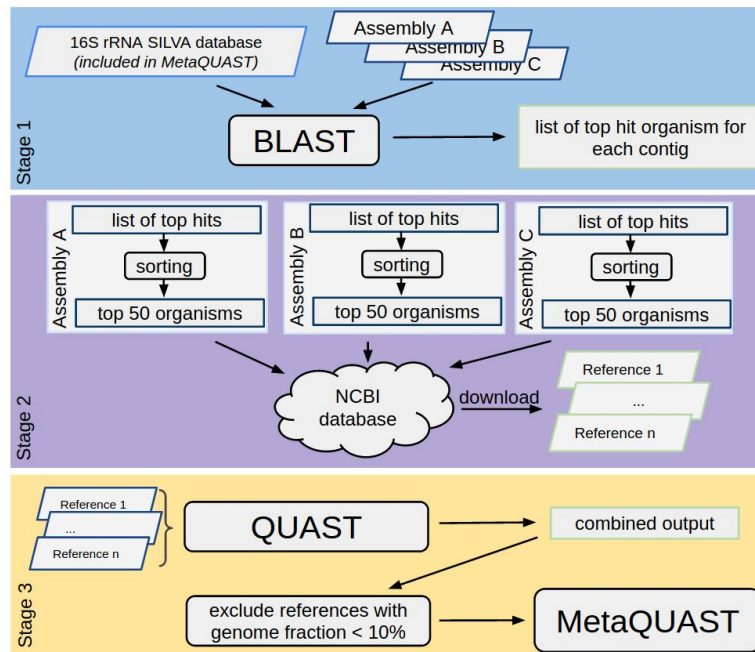 16S rRNA SILVA database
(included in MetaQUAST)
Assembly A
Assembly B
Assembly C
BLAST
list of top hit organism for
each contig
Stage 1
Assembly A
list of top hits
sorting
top 50 organisms
Assembly B
list of top hits
sorting
top 50 organisms
Assembly C
list of top hits
sorting
top 50 organisms
NCBI
database
download
Reference 1
...
Reference n
Stage 2
Reference 1
...
Reference n
QUAST
combined output
exclude references with
genome fraction < 10%
MetaQUAST
Stage 3